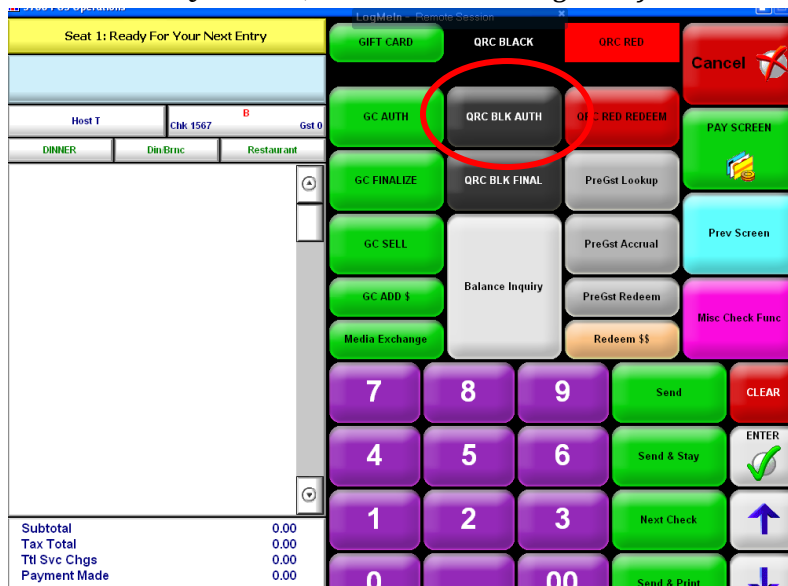 3700 POS Operations
LogMeIn - Remote Session
Seat 1: Ready For Your Next Entry
Host T
Chk 1567
B
Gst 0
DINNER
Din/Brnc
Restaurant
Subtotal 0.00
Tax Total 0.00
Ttl Svc Chgs 0.00
Payment Made 0.00
GIFT CARD
QRC BLACK
QRC RED
Cancel
GC AUTH
QRC BLK AUTH
QRC RED REDEEM
PAY SCREEN
GC FINALIZE
QRC BLK FINAL
PreGst Lookup
GC SELL
Balance Inquiry
PreGst Accrual
Prev Screen
GC ADD $
PreGst Redeem
Misc Check Func
Media Exchange
Redeem $$
7
8
9
Send
CLEAR
4
5
6
Send & Stay
ENTER
1
2
3
Next Check
0
00
Send & Print